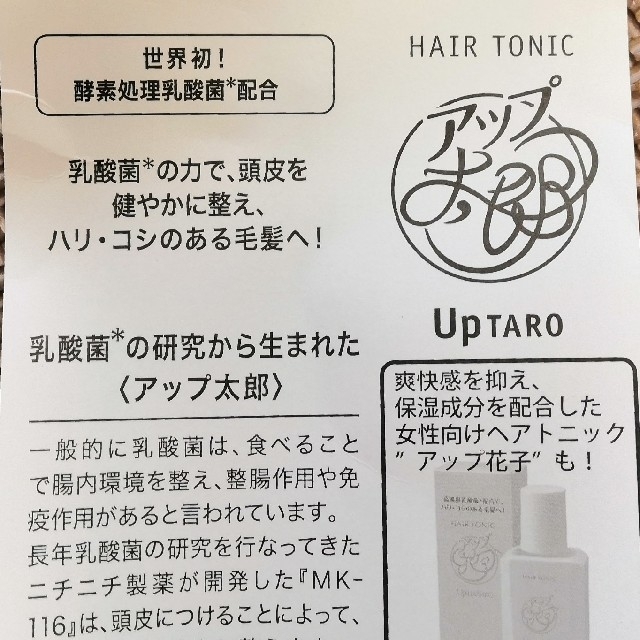 世界初！
酵素処理乳酸菌*配合
乳酸菌*の力で、頭皮を
健やかに整え、
ハリ・コシのある毛髪へ！
乳酸菌*の研究から生まれた
〈アップ太郎〉
一般的に乳酸菌は、食べること
で腸内環境を整え、整腸作用や免
疫作用があると言われています。
長年乳酸菌の研究を行なってきた
ニチニチ製薬が開発した『MK-
116』は、頭皮につけることによって、
HAIR TONIC
アップ
太郎
UpTARO
爽快感を抑え、
保湿成分を配合した
女性向けヘアトニック
”アップ花子”も！
HAIR TONIC
HAIR TONIC